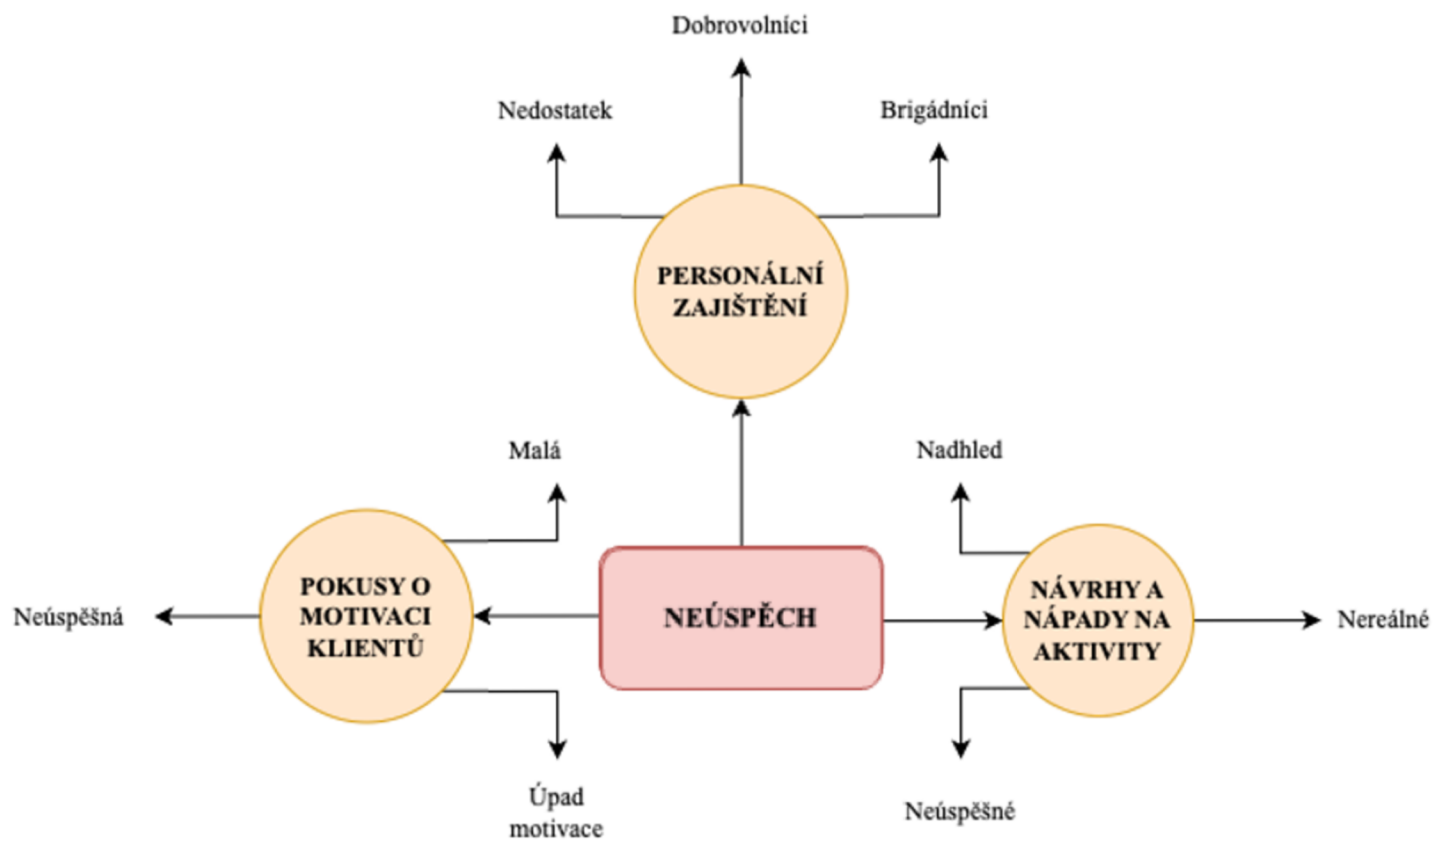 Dobrovolníci
Nedostatek
Brigádníci
PERSONÁLNÍ
ZAJIŠTĚNÍ
Malá
Nadhled
POKUSY O
MOTIVACI
KLIENTŮ
Neúspěšná
NEÚSPĚCH
NÁVRHY A
NÁPADY NA
AKTIVITY
Nereálné
Úpad
motivace
Neúspěšné